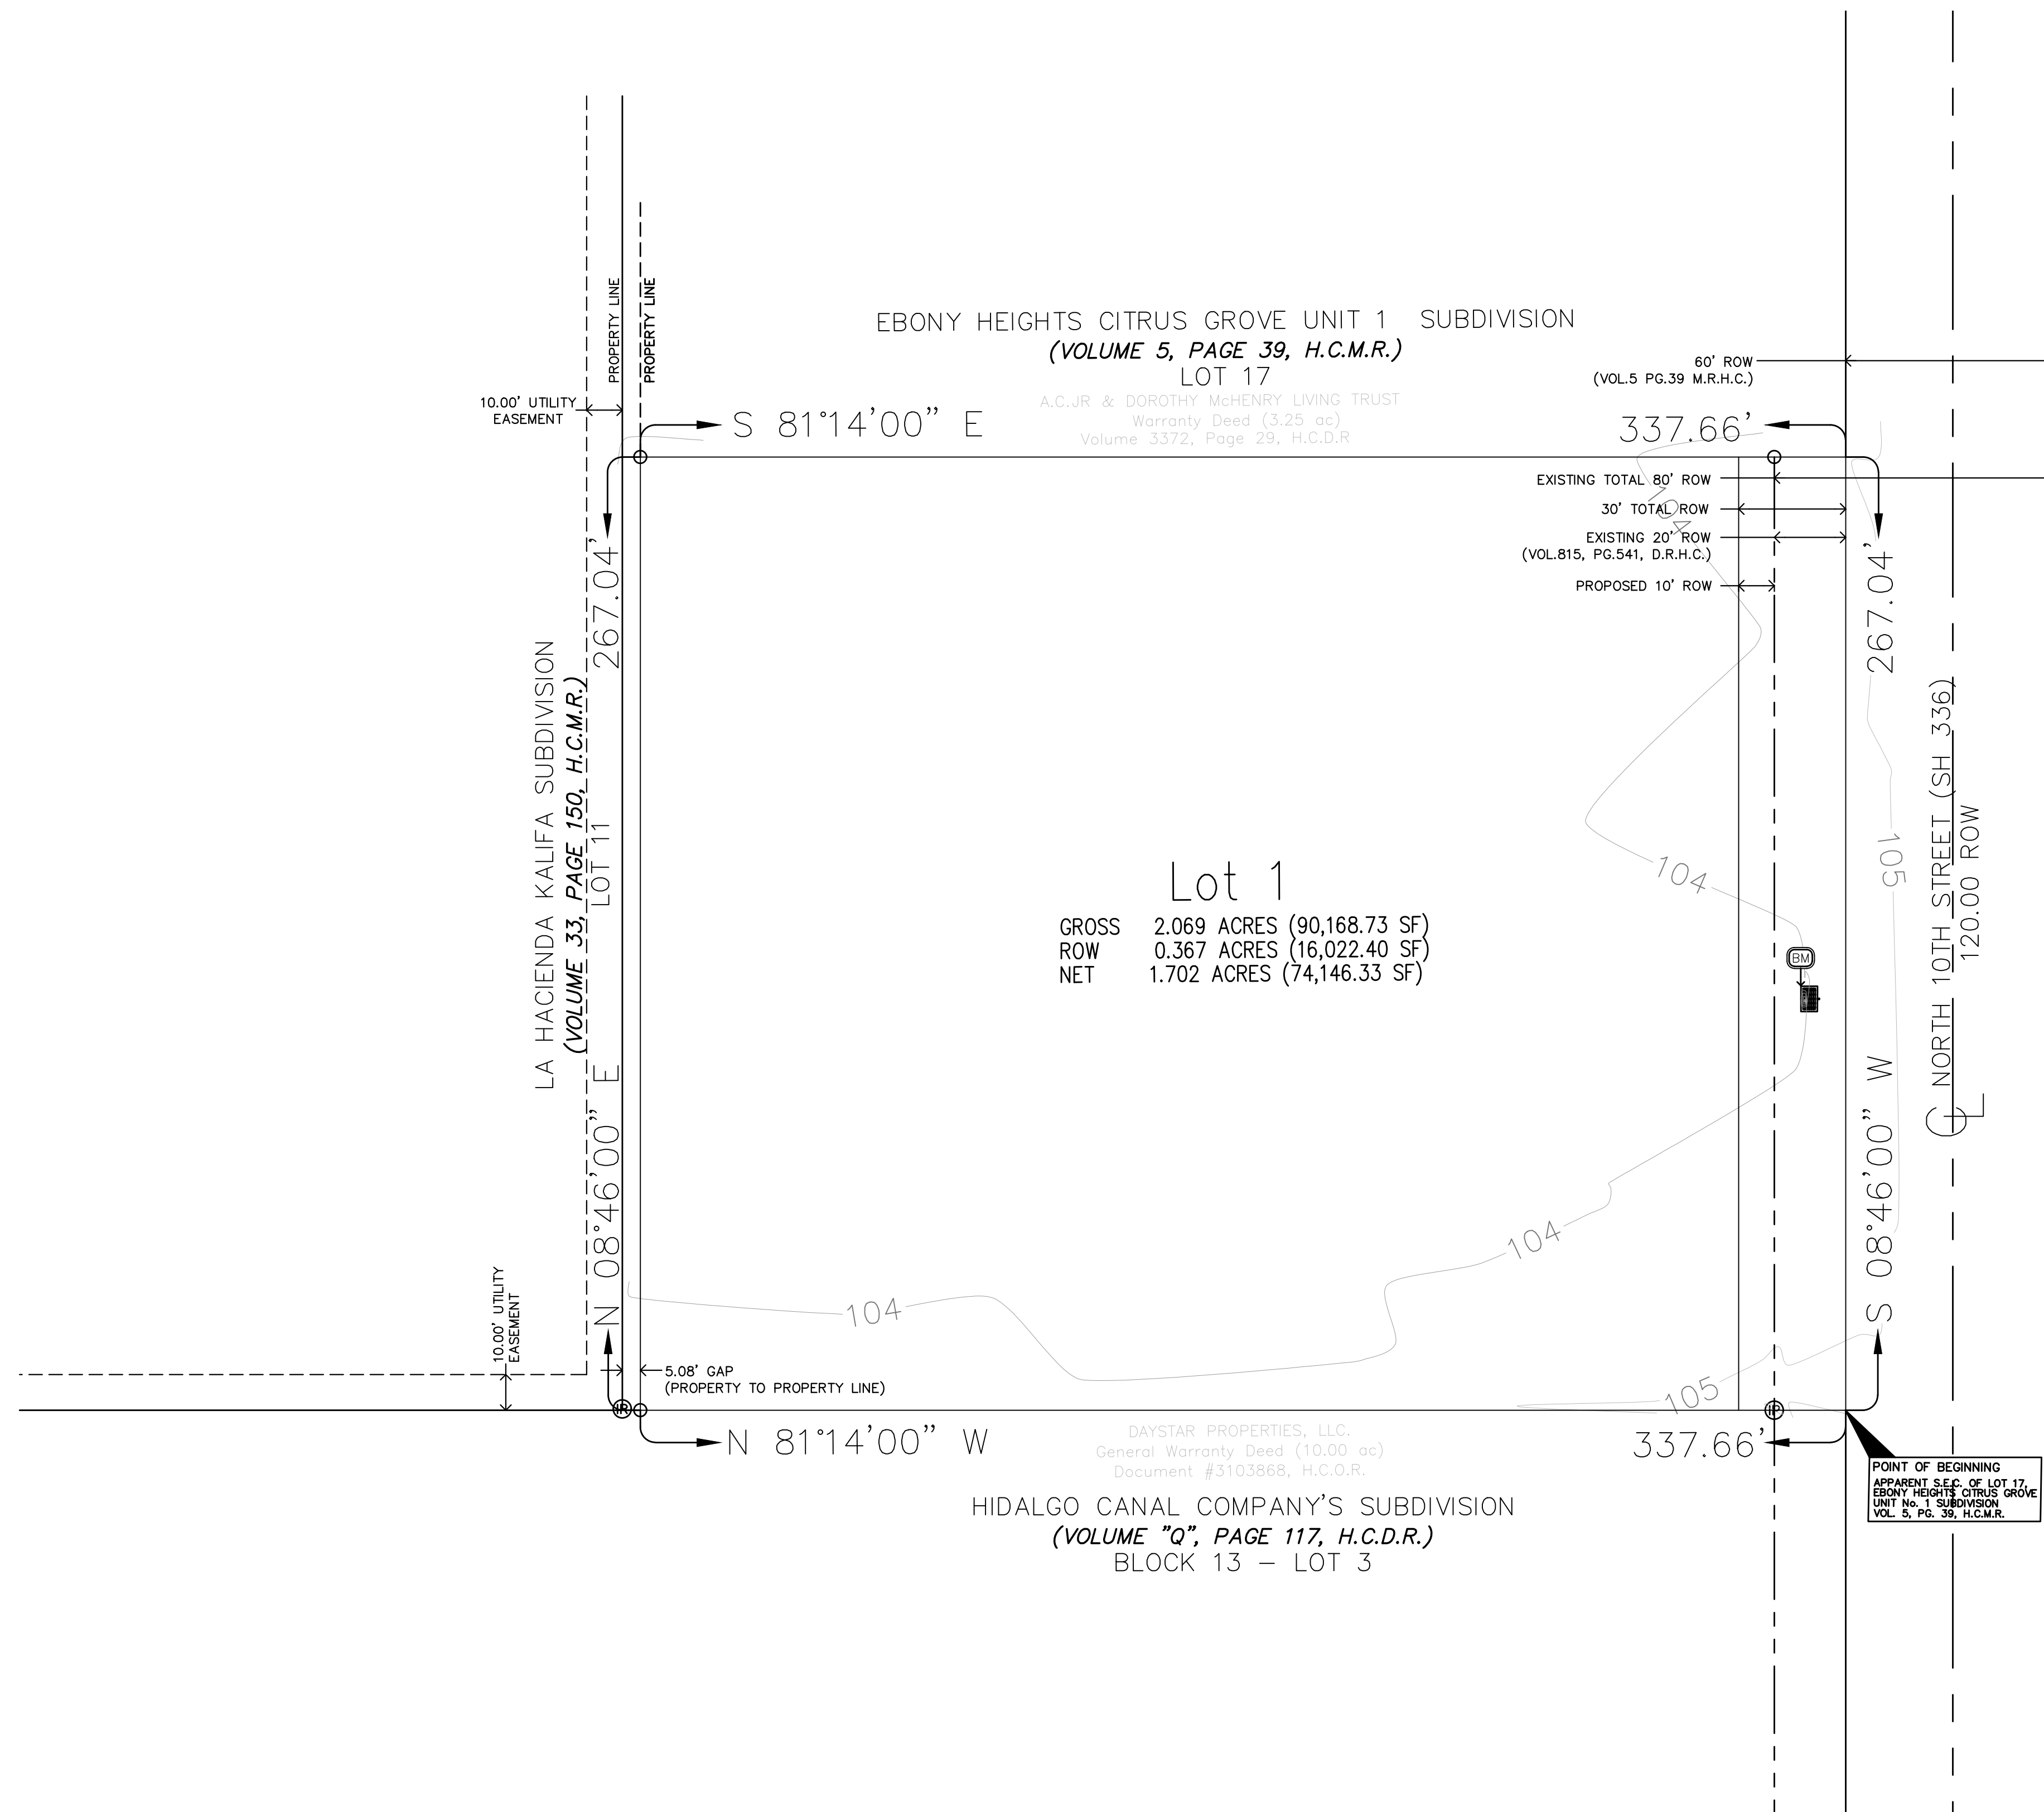 EBONY HEIGHTS CITRUS GROVE UNIT 1 SUBDIVISION
(VOLUME 5, PAGE 39, H.C.M.R.)
LOT 17
A.C.JR & DOROTHY McHENRY LIVING TRUST
Warranty Deed (3.25 ac)
Volume 3372, Page 29, H.C.D.R
PROPERTY LINE
PROPERTY LINE
10.00' UTILITY
EASEMENT
S 81°14'00" E
337.66'
60' ROW
(VOL.5 PG.39 M.R.H.C.)
EXISTING TOTAL 80' ROW
30' TOTAL ROW
EXISTING 20' ROW
(VOL.815, PG.541, D.R.H.C.)
PROPOSED 10' ROW
104
267.04'
N 08°46'00" E
LA HACIENDA KALIFA SUBDIVISION
(VOLUME 33, PAGE 150, H.C.M.R.)
LOT 11
Lot 1
GROSS 2.069 ACRES (90,168.73 SF)
ROW 0.367 ACRES (16,022.40 SF)
NET 1.702 ACRES (74,146.33 SF)
104
BM
105
267.04'
S 08°46'00" W
NORTH 10TH STREET (SH 336)
120.00 ROW
CL
104
104
105
10.00' UTILITY
EASEMENT
5.08' GAP
(PROPERTY TO PROPERTY LINE)
IR
IP
N 81°14'00" W
337.66'
DAYSTAR PROPERTIES, LLC.
General Warranty Deed (10.00 ac)
Document #3103868, H.C.O.R.
HIDALGO CANAL COMPANY'S SUBDIVISION
(VOLUME "Q", PAGE 117, H.C.D.R.)
BLOCK 13 – LOT 3
POINT OF BEGINNING
APPARENT S.E.C. OF LOT 17,
EBONY HEIGHTS CITRUS GROVE
UNIT No. 1 SUBDIVISION
VOL. 5, PG. 39, H.C.M.R.